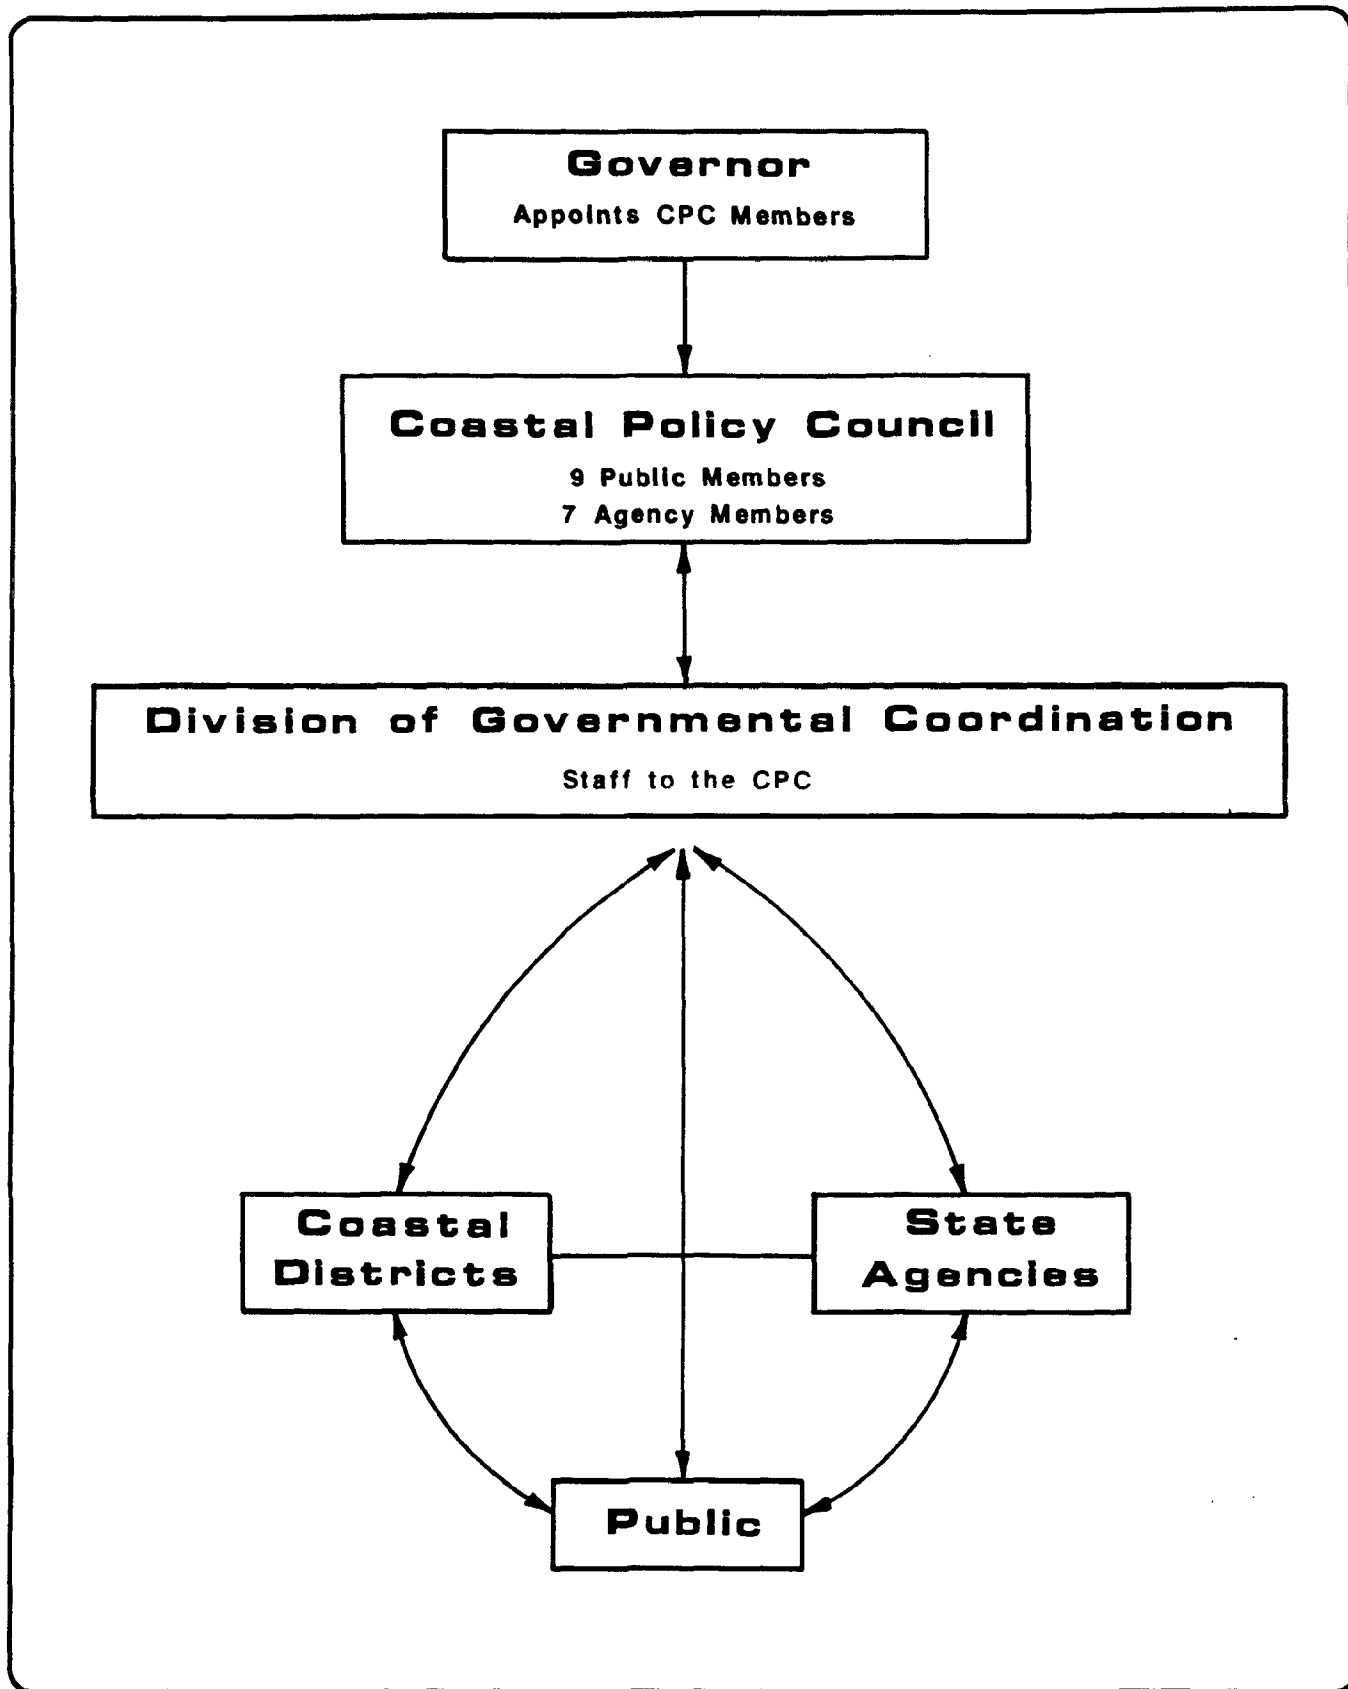 Governor
Appoints CPC Members
Coastal Policy Council
9 Public Members
7 Agency Members
Division of Governmental Coordination
Staff to the CPC
Coastal
Districts
State
Agencies
Public